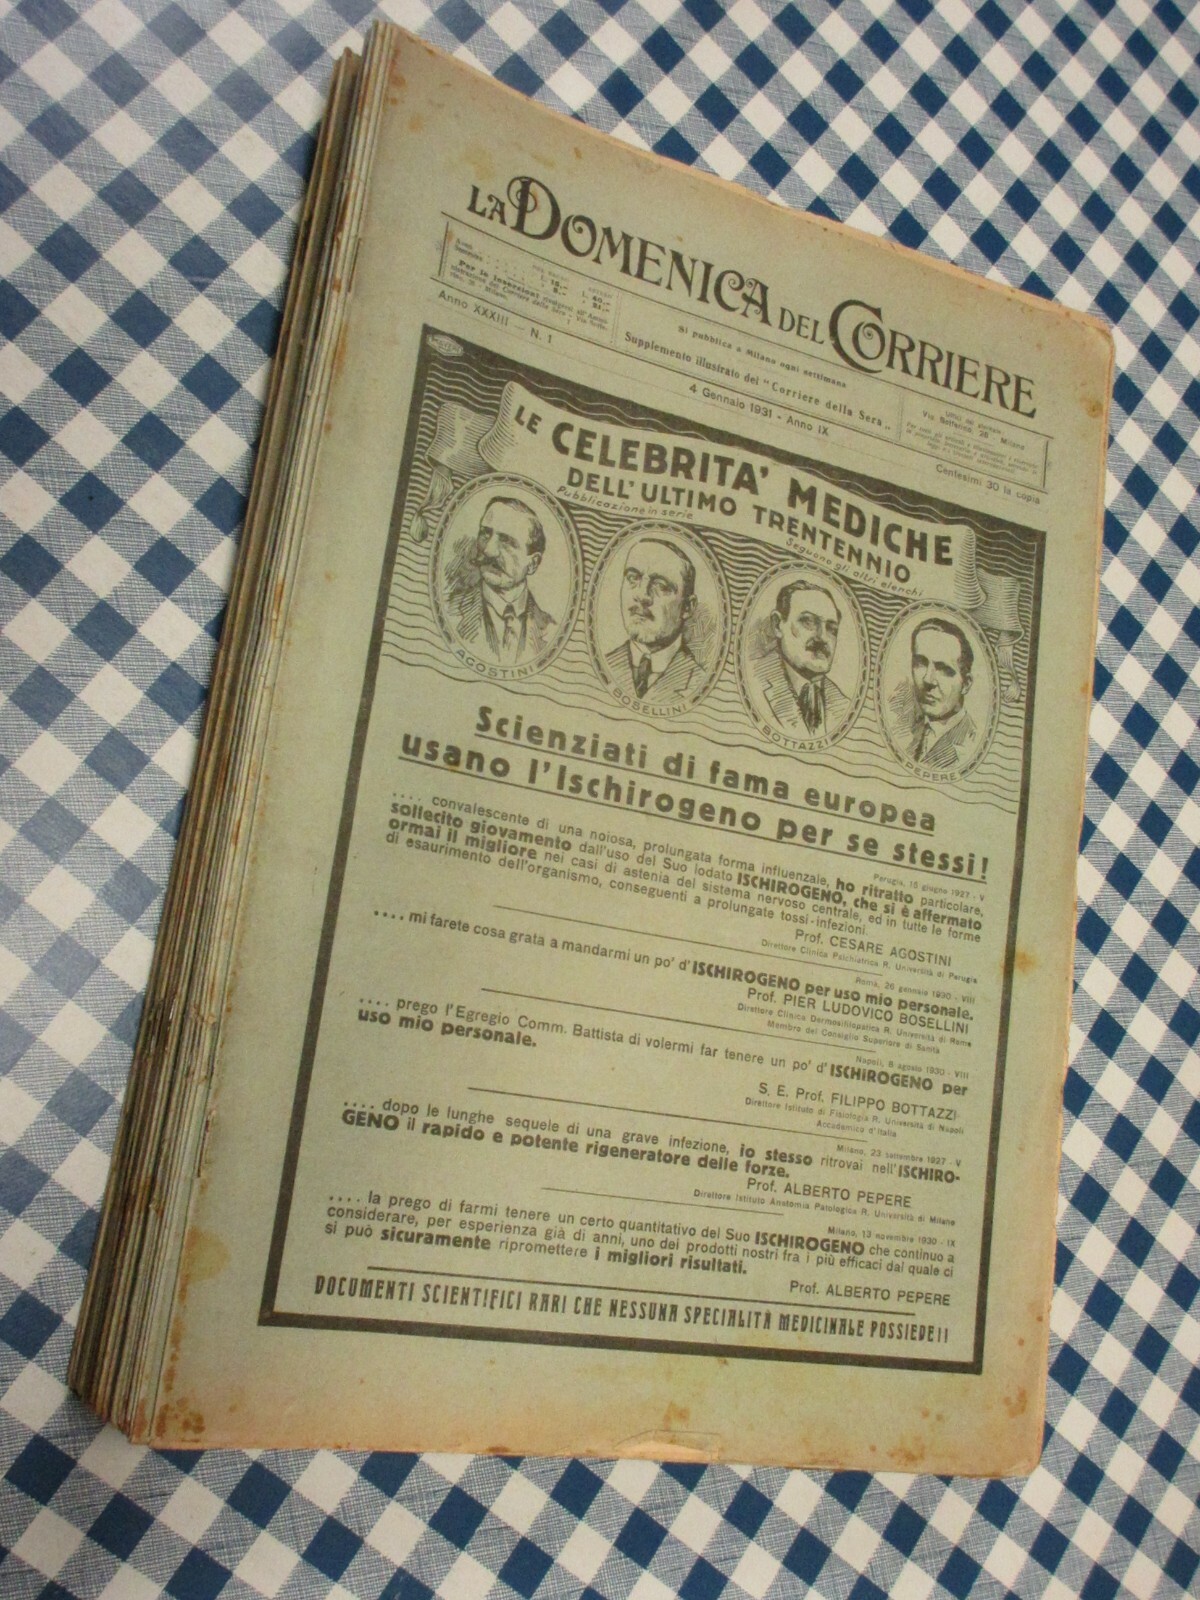 LA DOMENICA DEL CORRIERE
Per le inserzioni
Si pubblica a Milano ogni settimana
Supplemento illustrato del "Corriere della Sera"
Via Solferino, 28 - Milano
Anno XXXIII — N. 1
4 Gennaio 1931 - Anno IX
Centesimi 30 la copia
LE CELEBRITA' MEDICHE
DELL'ULTIMO TRENTENNIO
Pubblicazione in serie
Seguono gli altri elenchi
AGOSTINI
BOSELLINI
BOTTAZZI
PEPERE
Scienziati di fama europea
usano l'Ischirogeno per se stessi!
Perugia, 15 giugno 1927 - V
.... convalescente di una noiosa, prolungata forma influenzale, ho ritratto particolare,
sollecito giovamento dall'uso del Suo lodato ISCHIROGENO, che si è affermato
ormai il migliore nei casi di astenia del sistema nervoso centrale, ed in tutte le forme
di esaurimento dell'organismo, conseguenti a prolungate tossi-infezioni.
Prof. CESARE AGOSTINI
Direttore Clinica Psichiatrica R. Università di Perugia
Roma, 26 gennaio 1930 - VIII
.... mi farete cosa grata a mandarmi un po' d'ISCHIROGENO per uso mio personale.
Prof. PIER LUDOVICO BOSELLINI
Direttore Clinica Dermosifilopatica R. Università di Roma
Membro del Consiglio Superiore di Sanità
Napoli, 8 agosto 1930 - VIII
.... prego l'Egregio Comm. Battista di volermi far tenere un po' d'ISCHIROGENO per
uso mio personale.
S. E. Prof. FILIPPO BOTTAZZI
Direttore Istituto di Fisiologia R. Università di Napoli
Accademico d'Italia
Milano, 23 settembre 1927 - V
.... dopo le lunghe sequele di una grave infezione, io stesso ritrovai nell'ISCHIRO-
GENO il rapido e potente rigeneratore delle forze.
Prof. ALBERTO PEPERE
Direttore Istituto Anatomia Patologica R. Università di Milano
Milano, 13 novembre 1930 - IX
.... la prego di farmi tenere un certo quantitativo del Suo ISCHIROGENO che continuo a
considerare, per esperienza già di anni, uno dei prodotti nostri fra i più efficaci dal quale ci
si può sicuramente ripromettere i migliori risultati.
Prof. ALBERTO PEPERE
DOCUMENTI SCIENTIFICI RARI CHE NESSUNA SPECIALITÀ MEDICINALE POSSIEDE!!